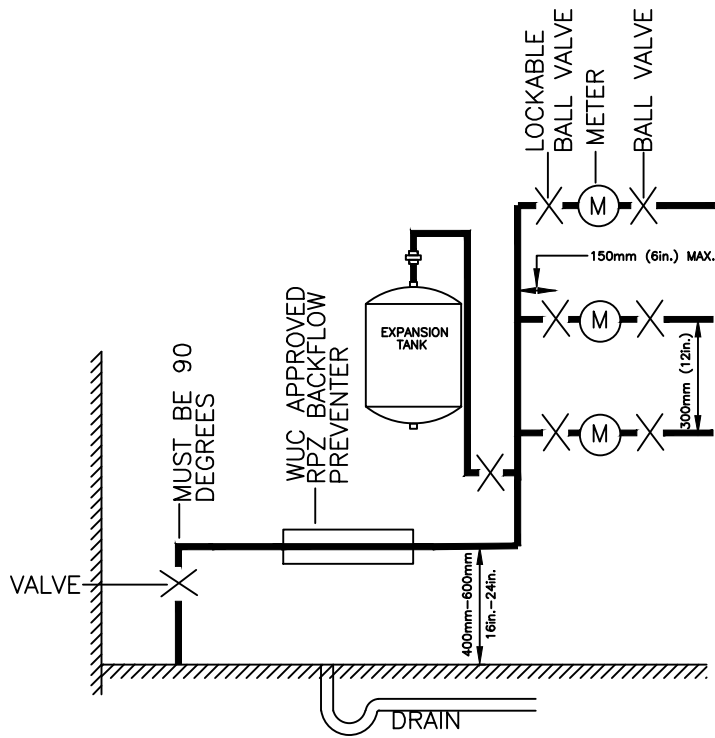 LOCKABLE
BALL VALVE
METER
BALL VALVE
M
150mm (6in.) MAX.
EXPANSION
TANK
M
300mm (12in.)
M
WUC APPROVED
RPZ BACKFLOW
PREVENTER
MUST BE 90
DEGREES
VALVE
400mm-600mm
16in.-24in.
DRAIN